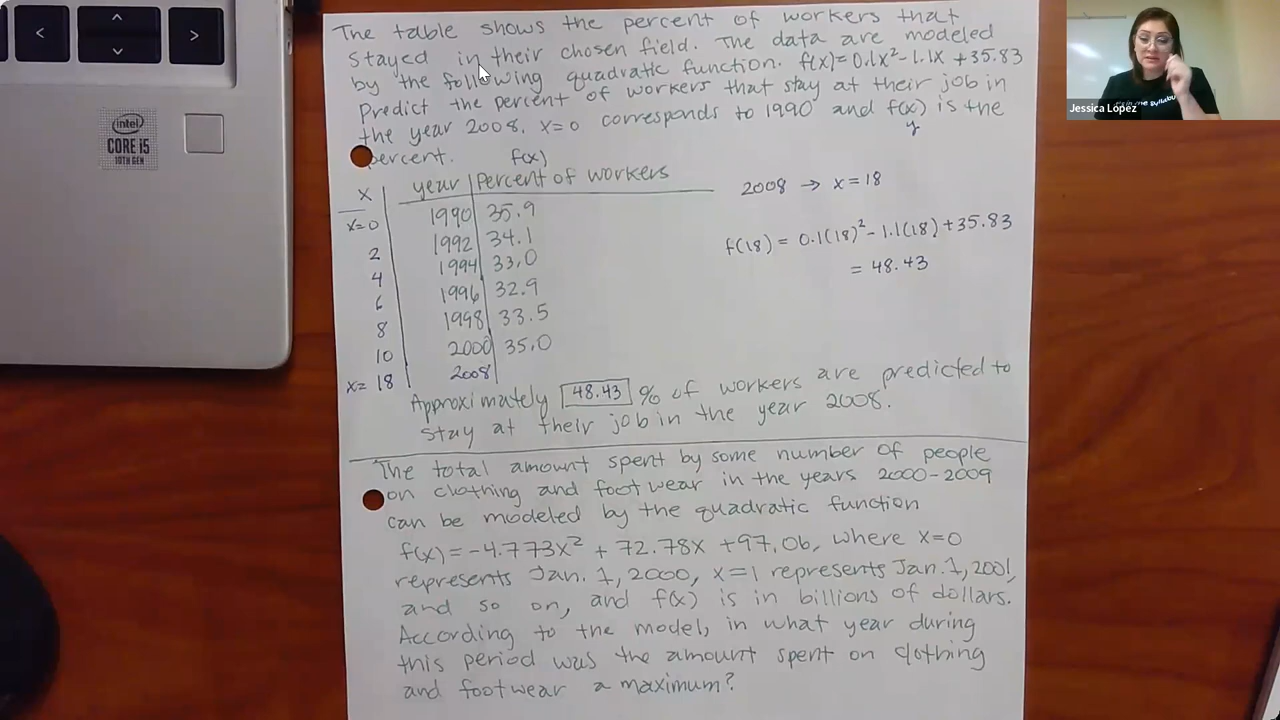 The table shows the percent of workers that
stayed in their chosen field. The data are modeled
by the following quadratic function. f(x)=0.1x²-1.1x+35.83
Predict the percent of workers that stay at their job in
the year 2008. x=0 corresponds to 1990 and f(x) is the
y
percent.
f(x)
x year Percent of workers
x=0 1990 35.9
2 1992 34.1
4 1994 33.0
6 1996 32.9
8 1998 33.5
10 2000 35.0
x= 18 2008
2008 → x=18
f(18) = 0.1(18)² - 1.1(18) + 35.83
= 48.43
Approximately 48.43 % of workers are predicted to
stay at their job in the year 2008.
The total amount spent by some number of people
on clothing and footwear in the years 2000-2009
can be modeled by the quadratic function
f(x)=-4.773x² + 72.78x +97.06, where x=0
represents Jan. 1, 2000, x=1 represents Jan. 1, 2001,
and so on, and f(x) is in billions of dollars.
According to the model, in what year during
this period was the amount spent on clothing
and footwear a maximum?
intel
CORE i5
10TH GEN
Jessica Lopez